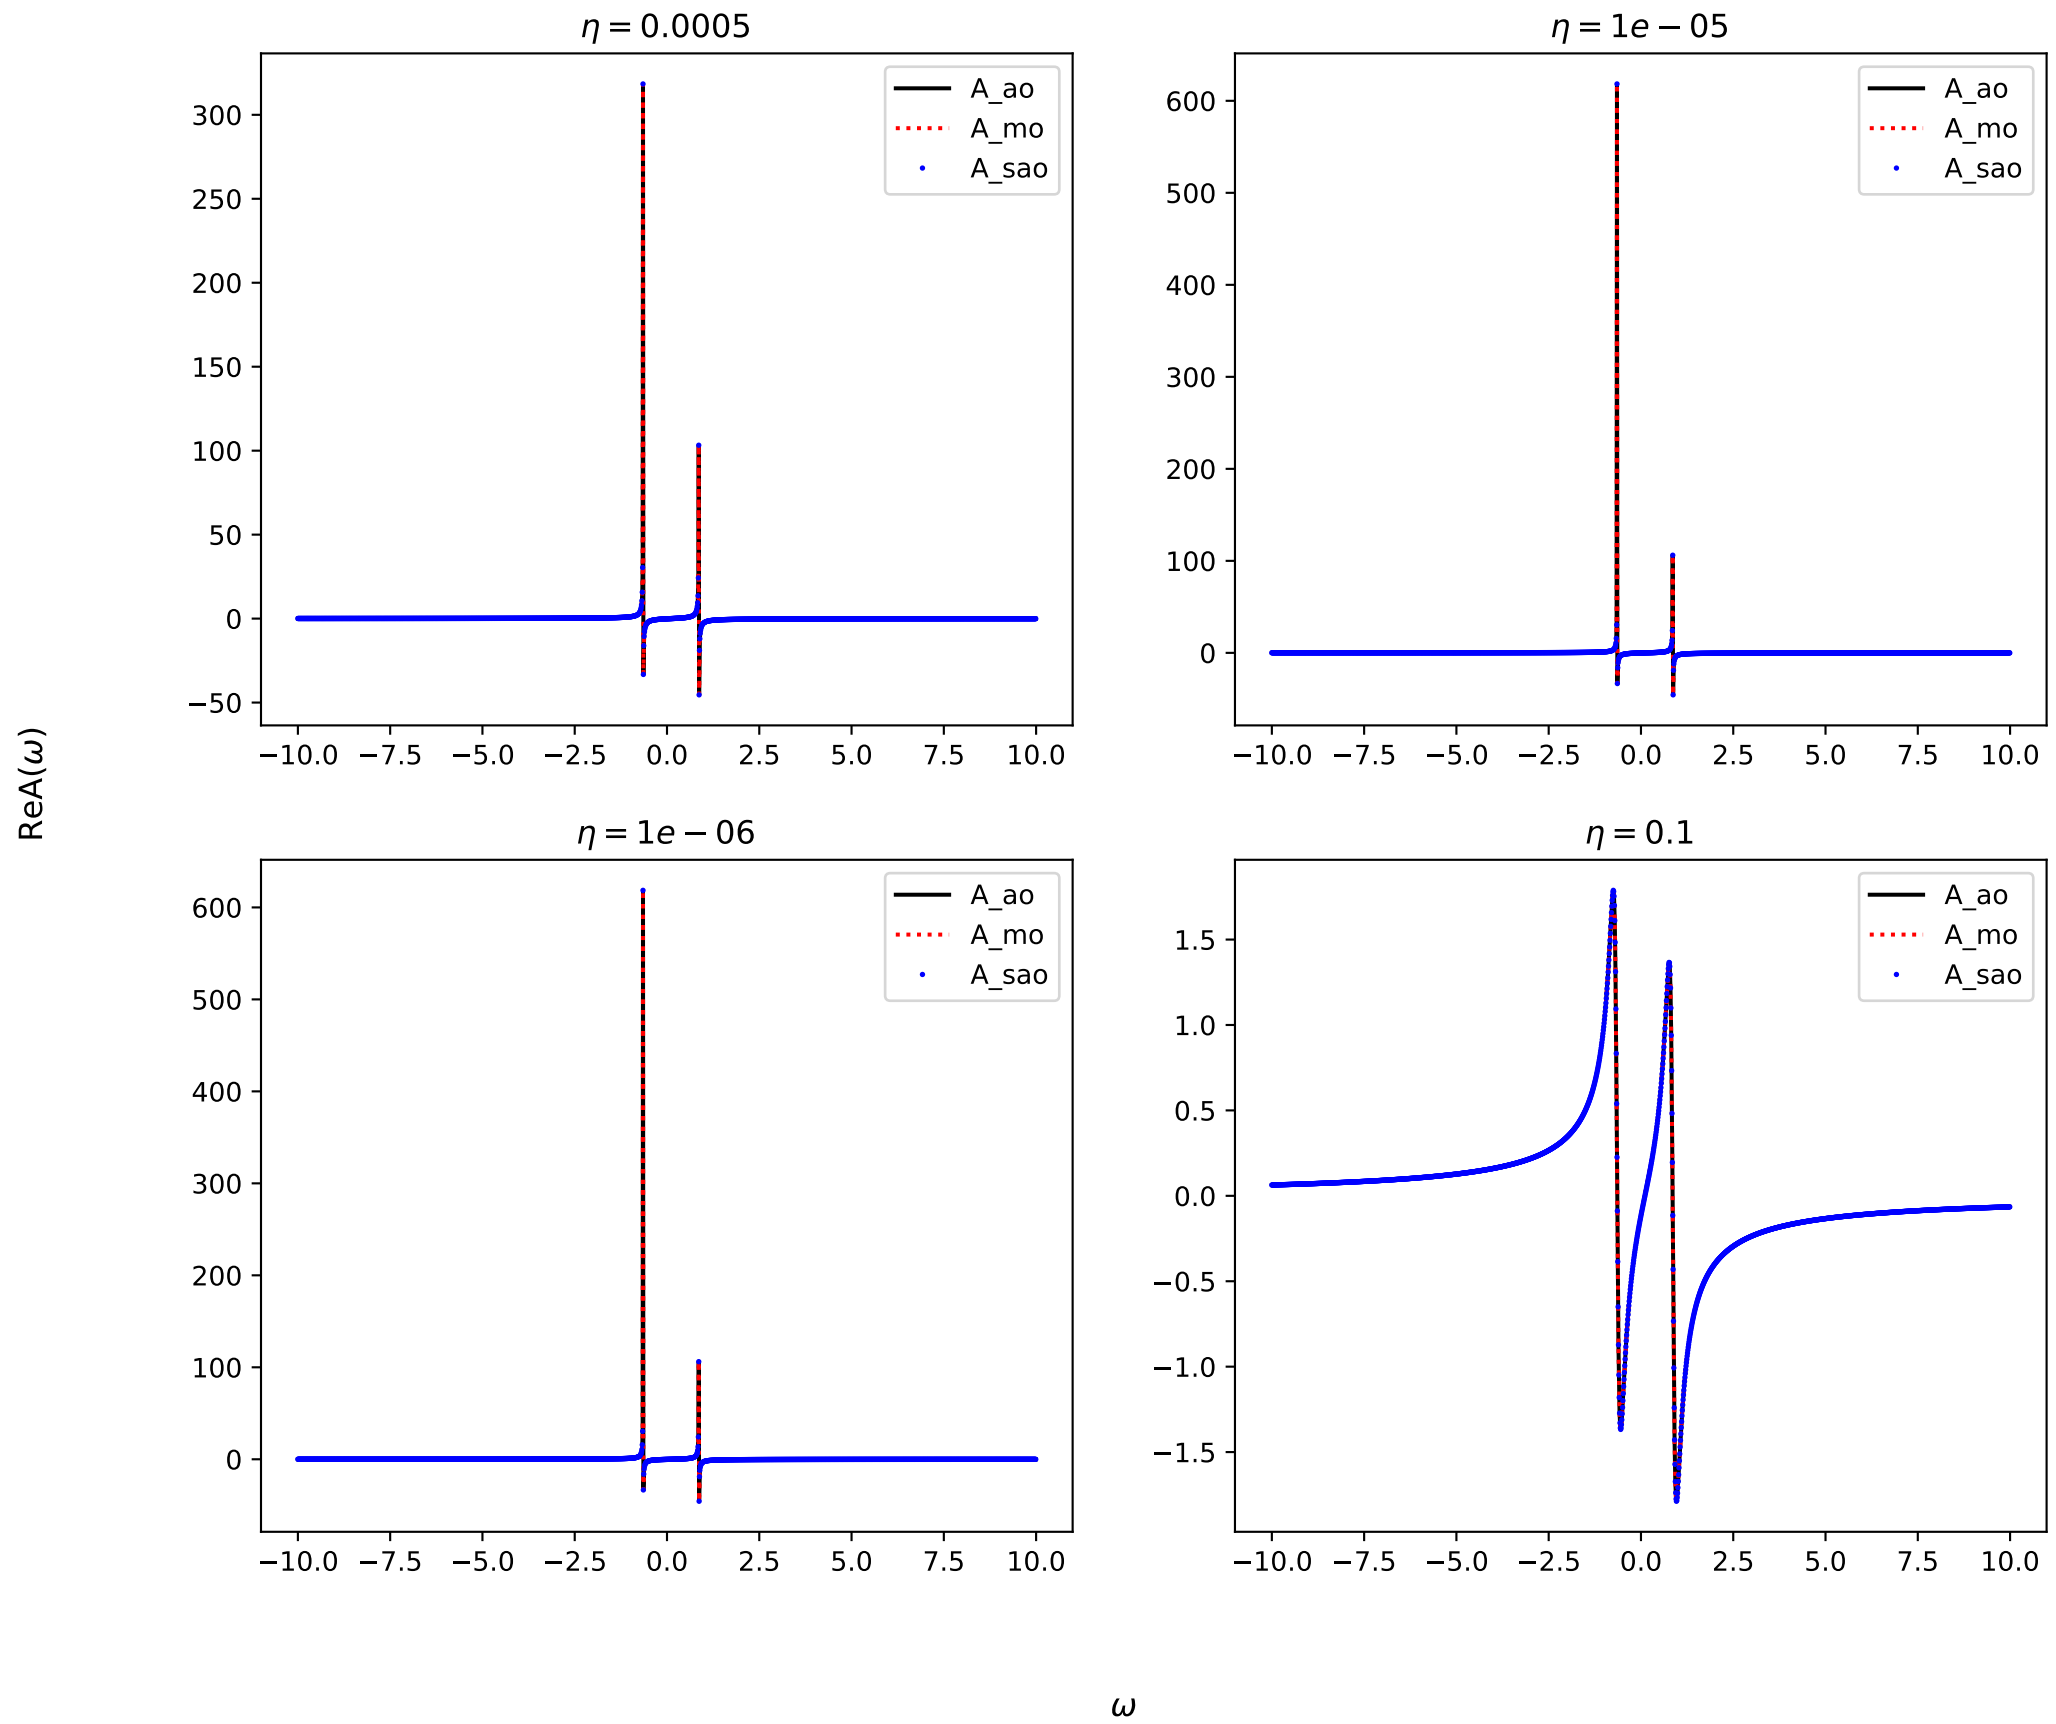 η = 0.0005
300
250
200
150
100
50
0
−50
−10.0 −7.5 −5.0 −2.5 0.0 2.5 5.0 7.5 10.0
A_ao
A_mo
A_sao
η = 1e − 05
600
500
400
300
200
100
0
−10.0 −7.5 −5.0 −2.5 0.0 2.5 5.0 7.5 10.0
A_ao
A_mo
A_sao
ReA(ω)
η = 1e − 06
600
500
400
300
200
100
0
−10.0 −7.5 −5.0 −2.5 0.0 2.5 5.0 7.5 10.0
A_ao
A_mo
A_sao
η = 0.1
1.5
1.0
0.5
0.0
−0.5
−1.0
−1.5
−10.0 −7.5 −5.0 −2.5 0.0 2.5 5.0 7.5 10.0
A_ao
A_mo
A_sao
ω